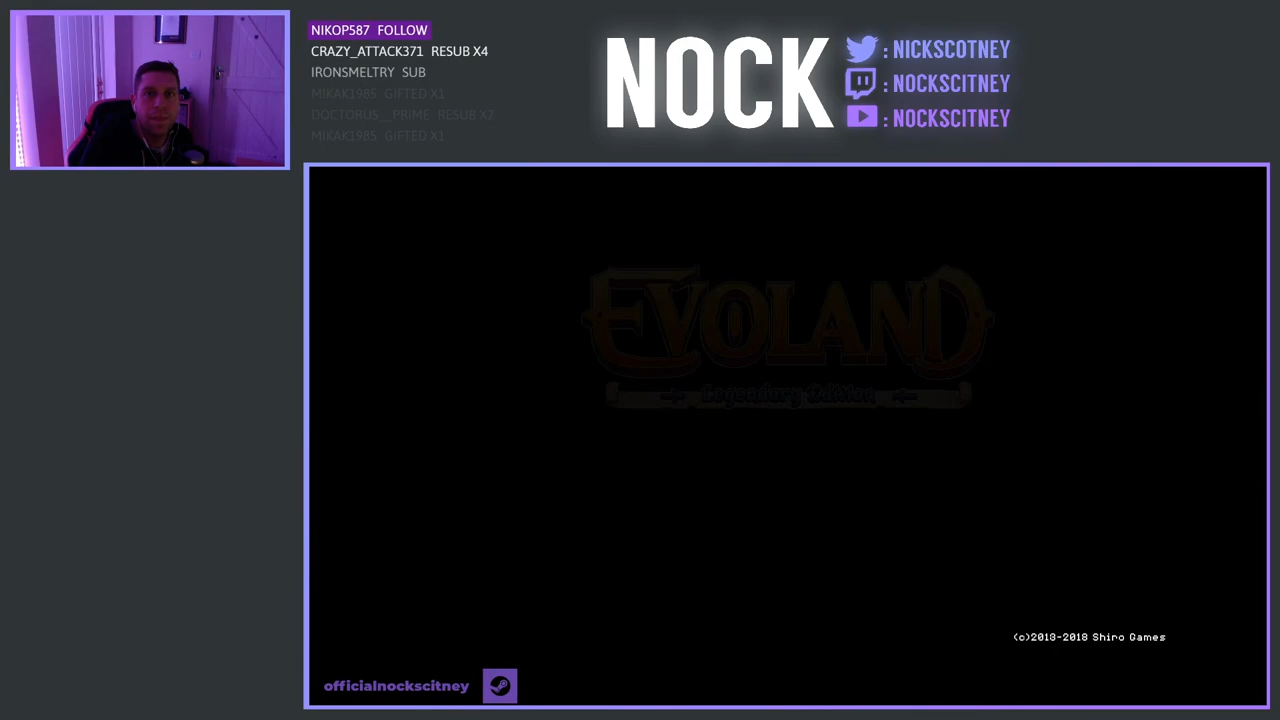 NIKOP587 FOLLOW
CRAZY_ATTACK371 RESUB X4
IRONSMELTRY SUB
MIKAK1985 GIFTED X1
DOCTORUS__PRIME RESUB X2
MIKAK1985 GIFTED X1
NOCK
: NICKSCOTNEY
: NOCKSCITNEY
: NOCKSCITNEY
EVOLAND
Legendary Edition
(c)2013-2018 Shiro Games
officialnockscitney